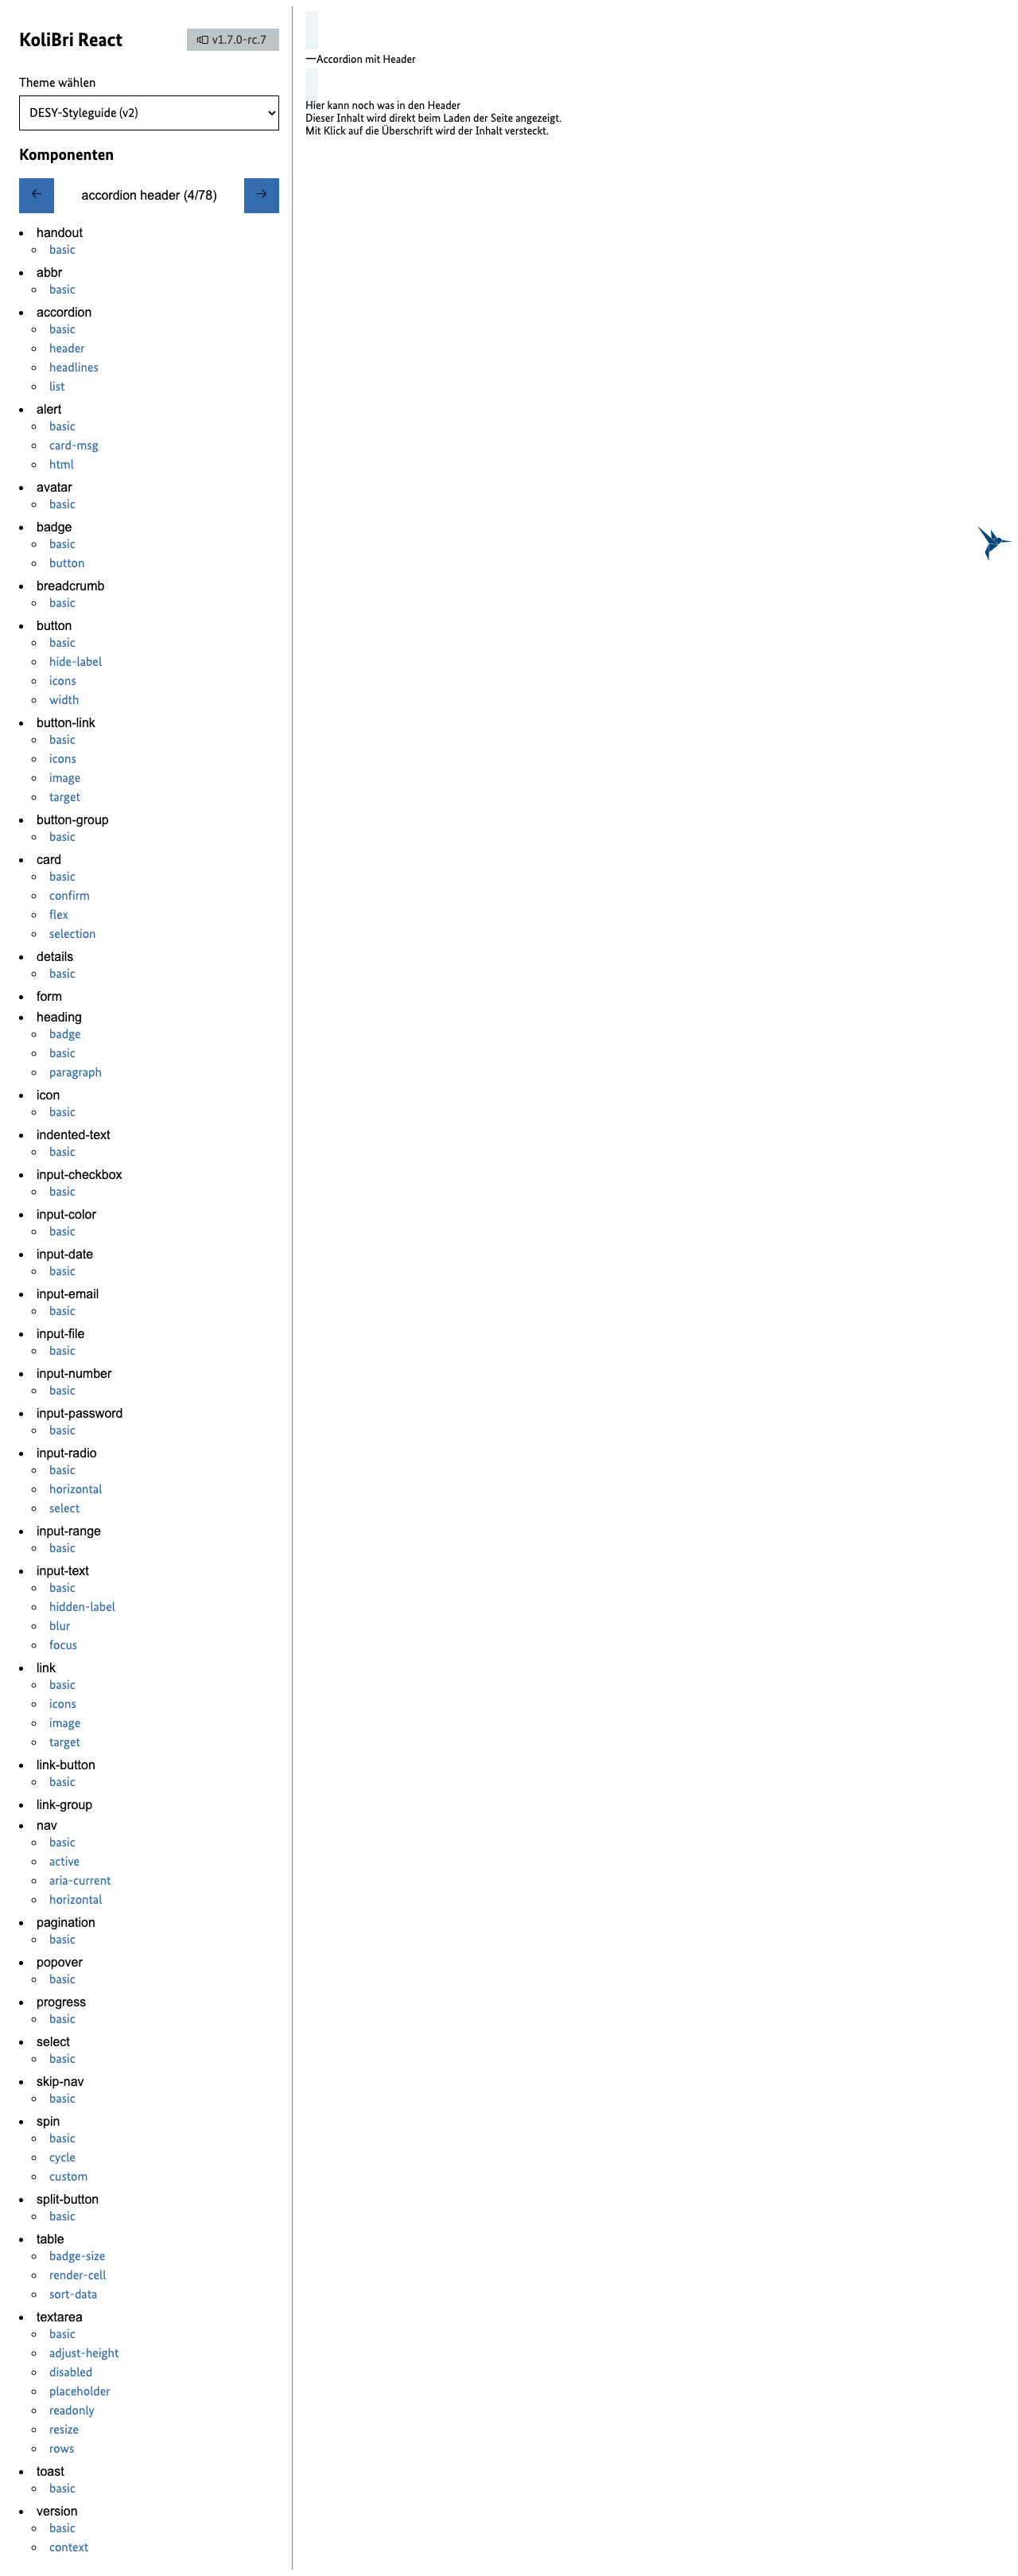 KoliBri React
v1.7.0-rc.7
Theme wählen
DESY-Styleguide (v2)
Komponenten
accordion header (4/78)
handout
basic
abbr
basic
accordion
basic
header
headlines
list
alert
basic
card-msg
html
avatar
basic
badge
basic
button
breadcrumb
basic
button
basic
hide-label
icons
width
button-link
basic
icons
image
target
button-group
basic
card
basic
confirm
flex
selection
details
basic
form
heading
badge
basic
paragraph
icon
basic
indented-text
basic
input-checkbox
basic
input-color
basic
input-date
basic
input-email
basic
input-file
basic
input-number
basic
input-password
basic
input-radio
basic
horizontal
select
input-range
basic
input-text
basic
hidden-label
blur
focus
link
basic
icons
image
target
link-button
basic
link-group
nav
basic
active
aria-current
horizontal
pagination
basic
popover
basic
progress
basic
select
basic
skip-nav
basic
spin
basic
cycle
custom
split-button
basic
table
badge-size
render-cell
sort-data
textarea
basic
adjust-height
disabled
placeholder
readonly
resize
rows
toast
basic
version
basic
context
Accordion mit Header
Hier kann noch was in den Header
Dieser Inhalt wird direkt beim Laden der Seite angezeigt.
Mit Klick auf die Überschrift wird der Inhalt versteckt.